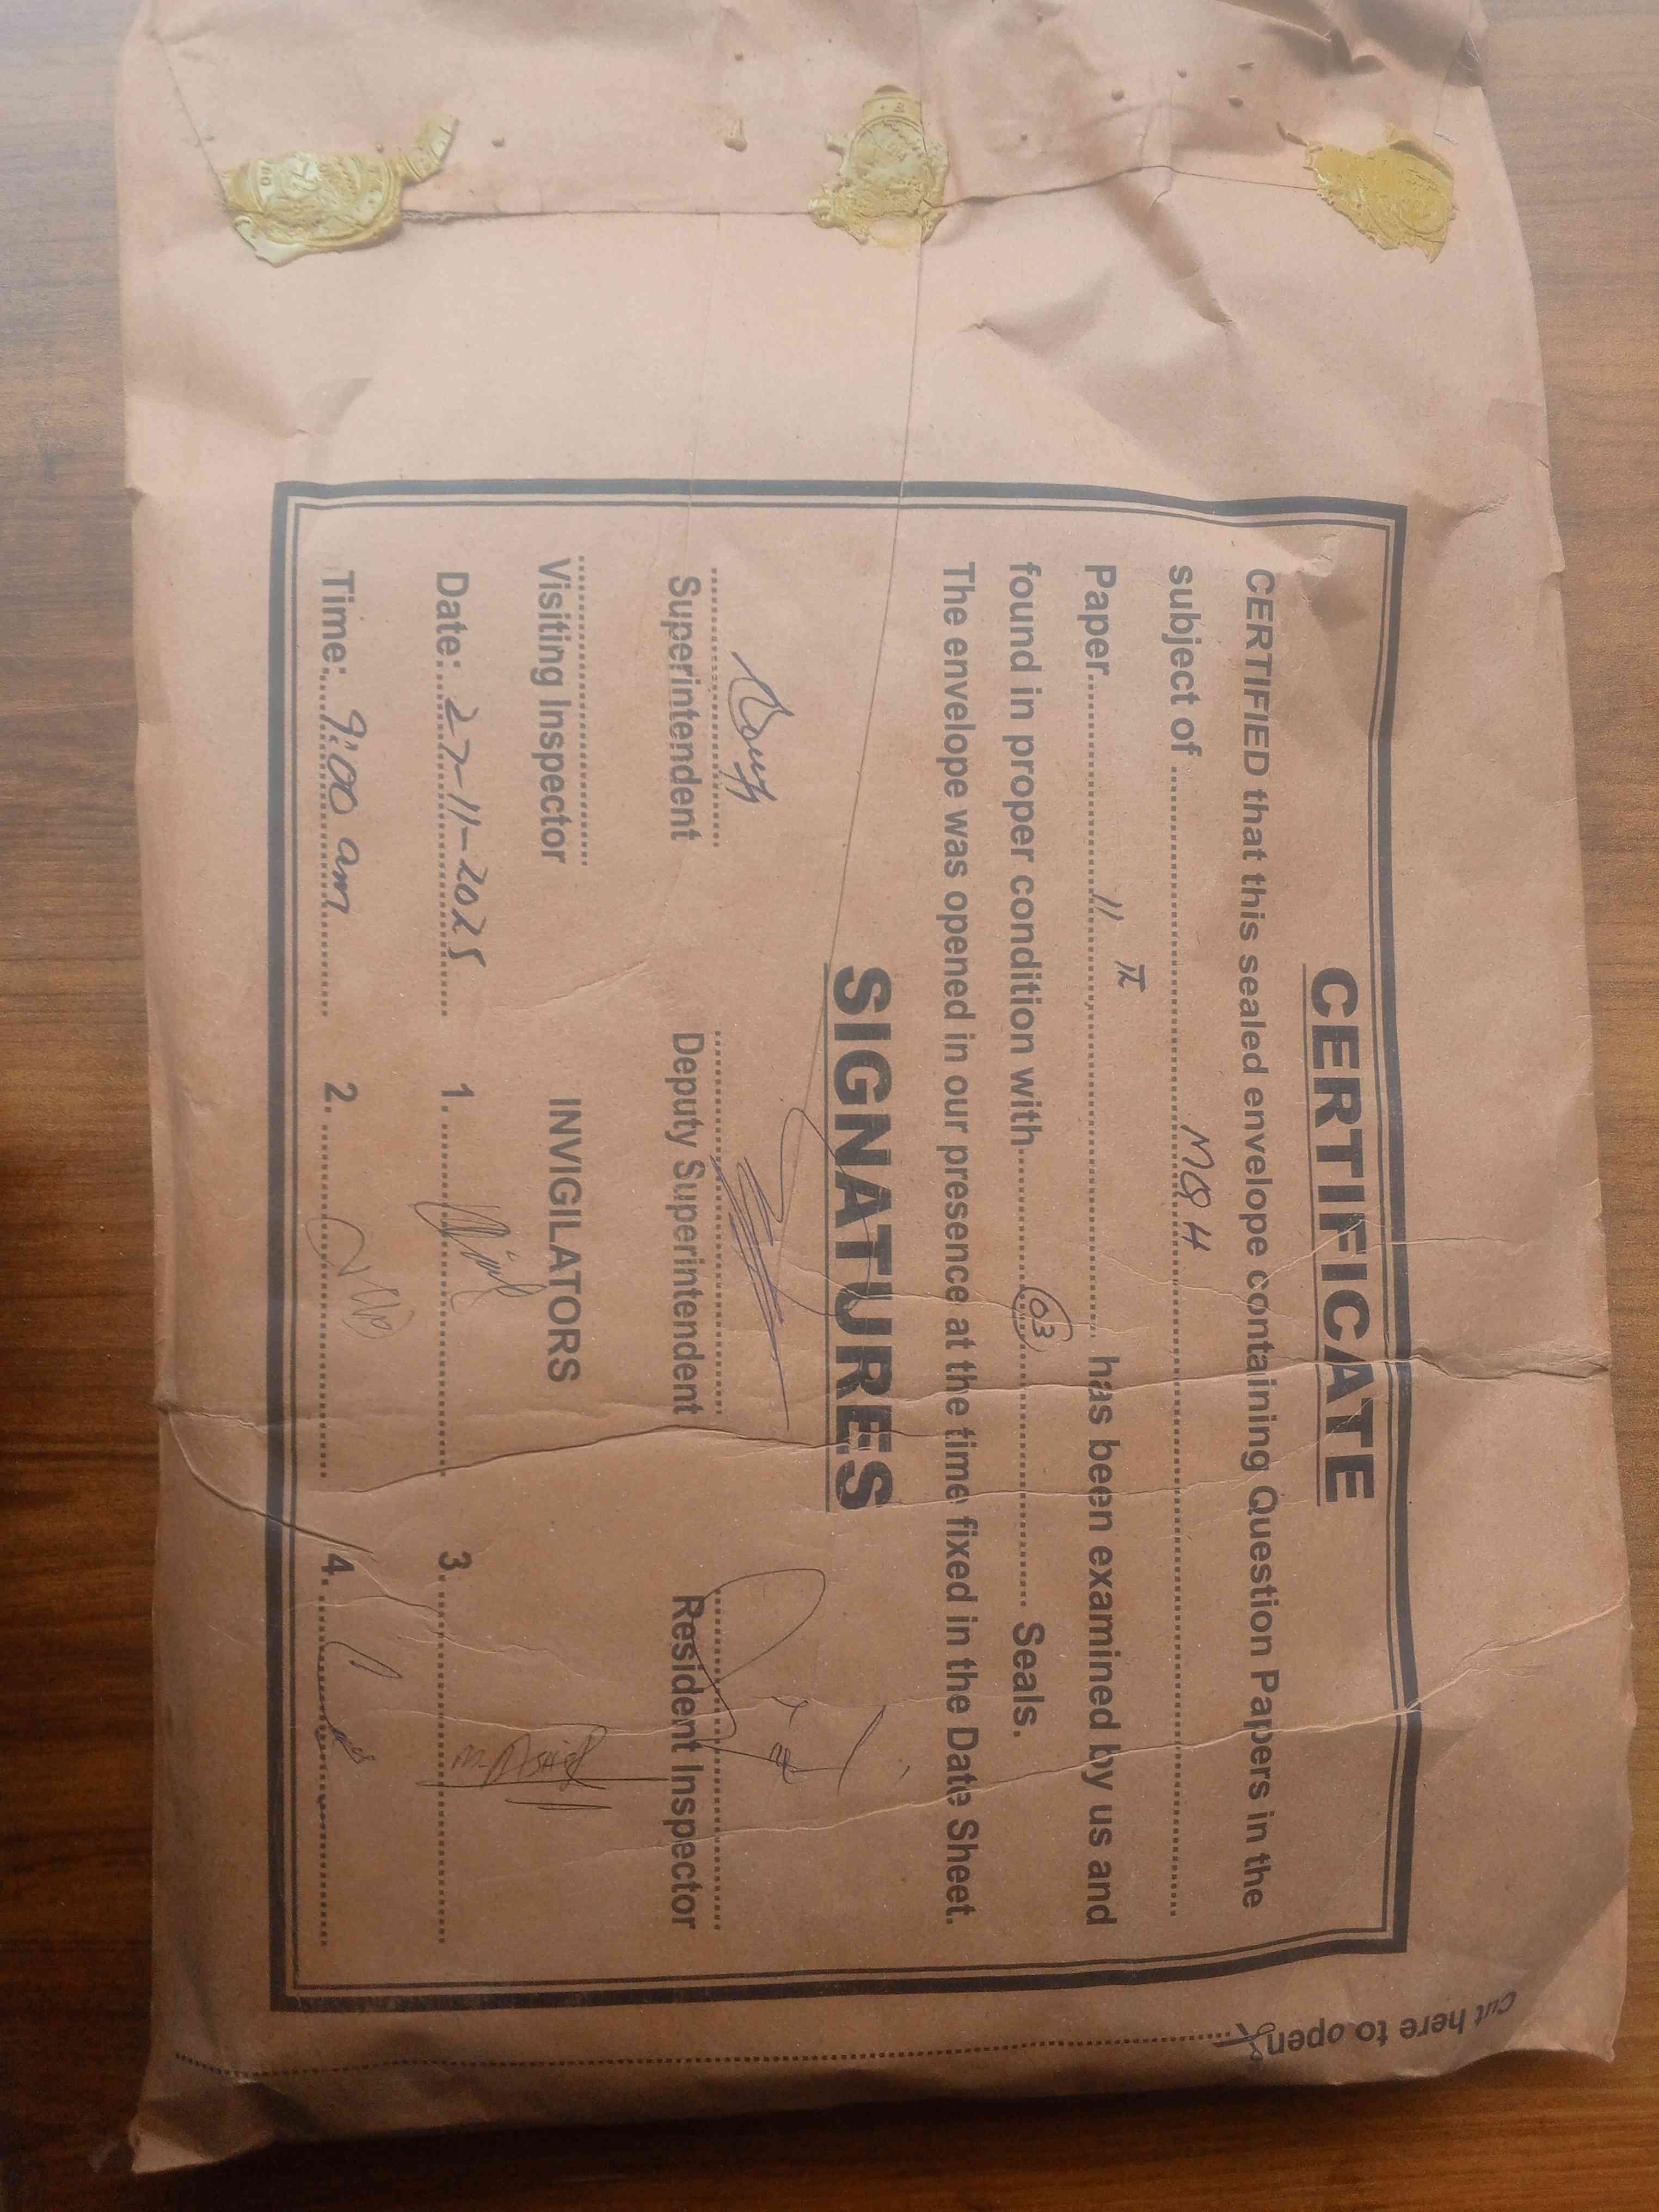 CERTIFICATE
CERTIFIED that this sealed envelope containing Question Papers in the
subject of .................... MQH ....................
Paper.......... II .......... has been examined by us and
found in proper condition with.......... 03 .......... Seals.
The envelope was opened in our presence at the time fixed in the Date Sheet.
SIGNATURES
Superintendent Deputy Superintendent Resident Inspector
Visiting Inspector INVIGILATORS
Date: 27-11-2025 1. .......... 3. ..........
Time: 9:00 am 2. .......... 4. ..........
Cut here to open